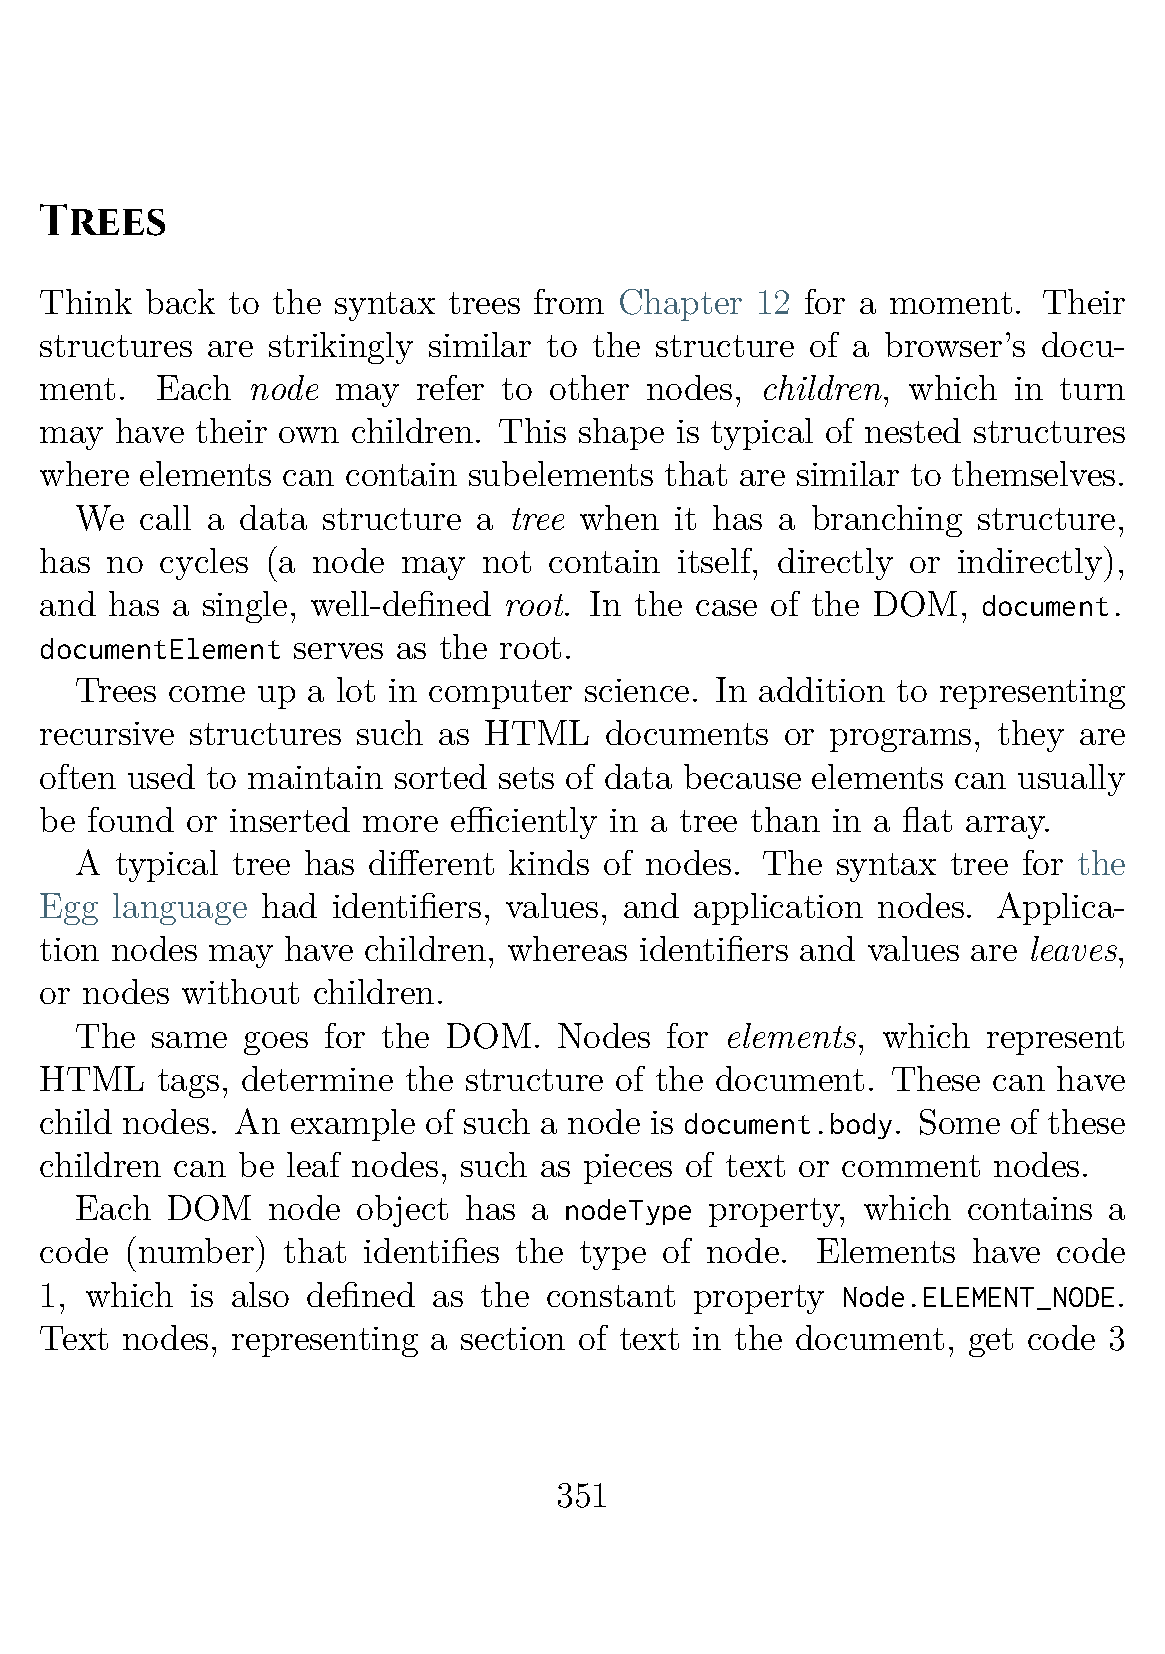 Trees
Think back to the syntax trees from Chapter 12 for a moment. Their
structures are strikingly similar to the structure of a browser’s docu-
ment. Each node may refer to other nodes, children, which in turn
may have their own children. This shape is typical of nested structures
where elements can contain subelements that are similar to themselves.
We call a data structure a tree when it has a branching structure,
has no cycles (a node may not contain itself, directly or indirectly),
and has a single, well-defined root. In the case of the DOM, document.
documentElement serves as the root.
Trees come up a lot in computer science. In addition to representing
recursive structures such as HTML documents or programs, they are
often used to maintain sorted sets of data because elements can usually
be found or inserted more efficiently in a tree than in a flat array.
A typical tree has different kinds of nodes. The syntax tree for the
Egg language had identifiers, values, and application nodes. Applica-
tion nodes may have children, whereas identifiers and values are leaves,
or nodes without children.
The same goes for the DOM. Nodes for elements, which represent
HTML tags, determine the structure of the document. These can have
child nodes. An example of such a node is document.body. Some of these
children can be leaf nodes, such as pieces of text or comment nodes.
Each DOM node object has a nodeType property, which contains a
code (number) that identifies the type of node. Elements have code
1, which is also defined as the constant property Node.ELEMENT_NODE.
Text nodes, representing a section of text in the document, get code 3
351